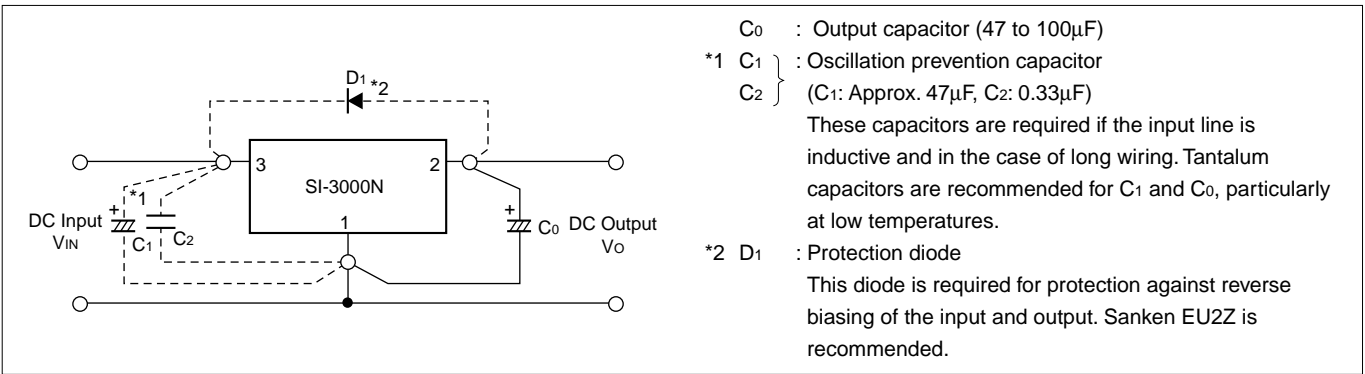 D1 *2
3
2
SI-3000N
1
*1
DC Input
VIN
+
C1
C2
+
C0
DC Output
VO
C0 : Output capacitor (47 to 100µF)
*1 C1 : Oscillation prevention capacitor
C2 (C1: Approx. 47µF, C2: 0.33µF)
These capacitors are required if the input line is
inductive and in the case of long wiring. Tantalum
capacitors are recommended for C1 and C0, particularly
at low temperatures.
*2 D1 : Protection diode
This diode is required for protection against reverse
biasing of the input and output. Sanken EU2Z is
recommended.